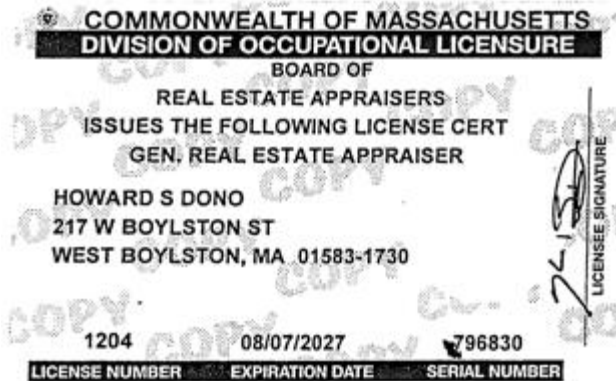 COMMONWEALTH OF MASSACHUSETTS
DIVISION OF OCCUPATIONAL LICENSURE
BOARD OF
REAL ESTATE APPRAISERS
ISSUES THE FOLLOWING LICENSE CERT
GEN. REAL ESTATE APPRAISER
HOWARD S DONO
217 W BOYLSTON ST
WEST BOYLSTON, MA 01583-1730
LICENSEE SIGNATURE
1204 08/07/2027 796830
LICENSE NUMBER EXPIRATION DATE SERIAL NUMBER
COPY
COPY
COPY
COPY
COPY
COPY